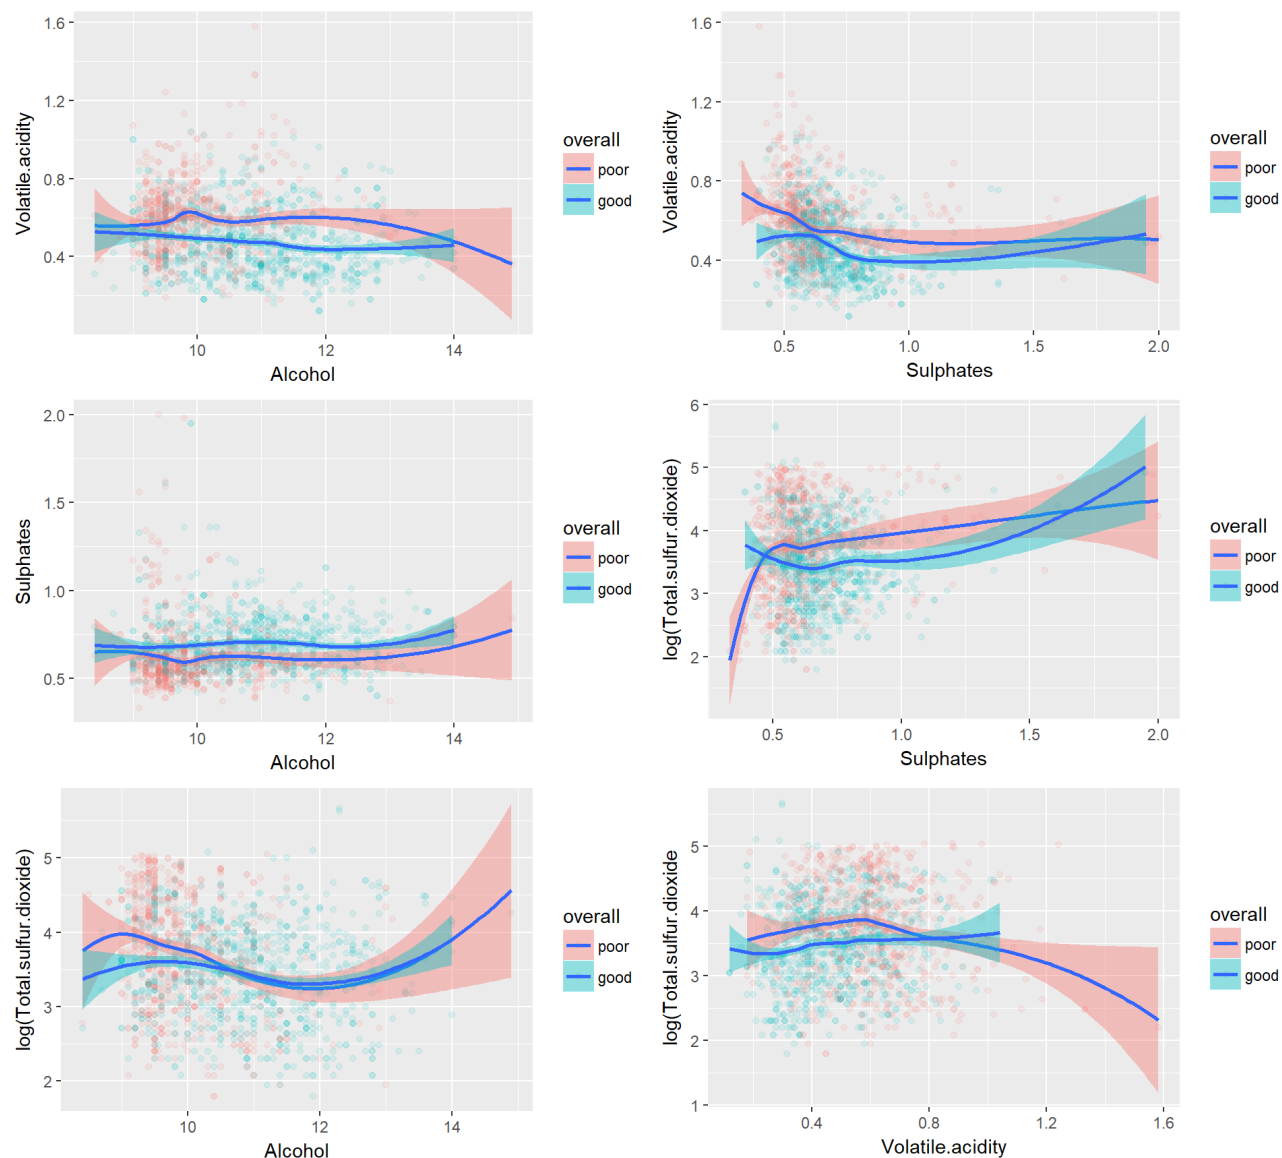 Volatile.acidity
1.6
1.2
0.8
0.4
10
12
14
Alcohol
overall
poor
good
Volatile.acidity
1.6
1.2
0.8
0.4
0.5
1.0
1.5
2.0
Sulphates
overall
poor
good
Sulphates
2.0
1.5
1.0
0.5
10
12
14
Alcohol
overall
poor
good
log(Total.sulfur.dioxide)
6
5
4
3
2
0.5
1.0
1.5
2.0
Sulphates
overall
poor
good
log(Total.sulfur.dioxide)
5
4
3
2
10
12
14
Alcohol
overall
poor
good
log(Total.sulfur.dioxide
5
4
3
2
1
0.4
0.8
1.2
1.6
Volatile.acidity
overall
poor
good